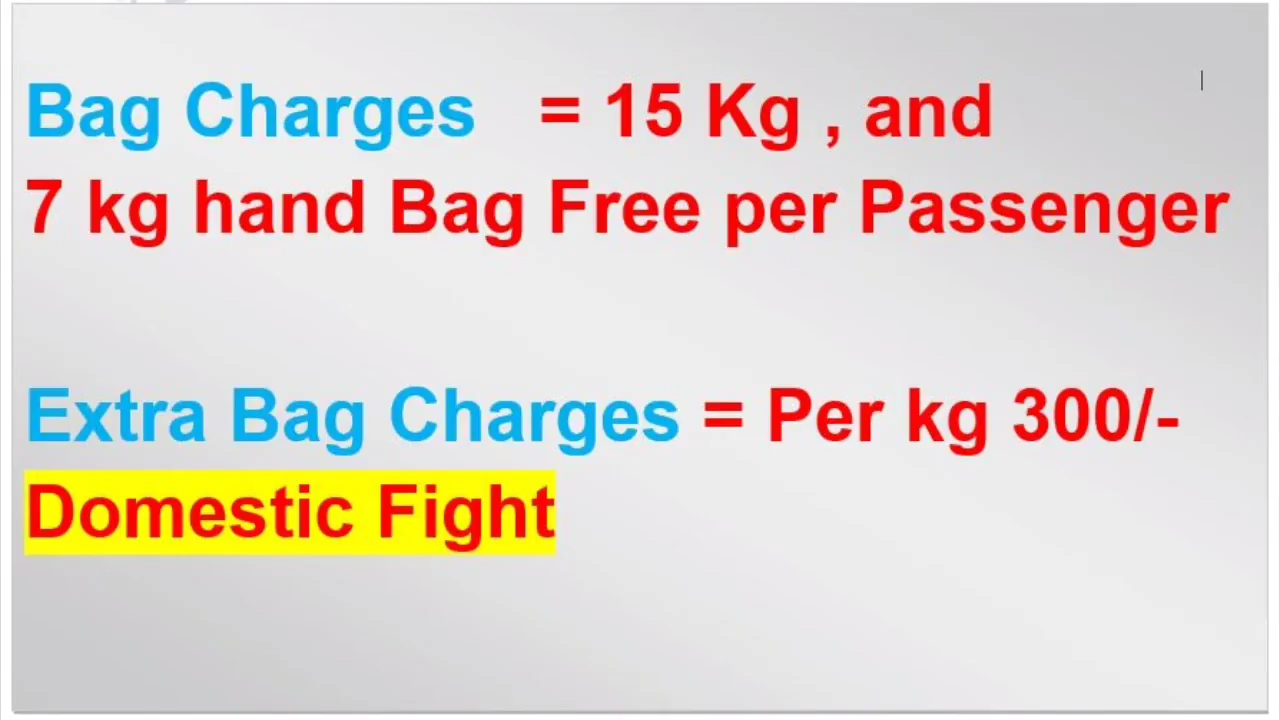 Bag Charges = 15 Kg , and
7 kg hand Bag Free per Passenger
Extra Bag Charges = Per kg 300/-
Domestic Fight